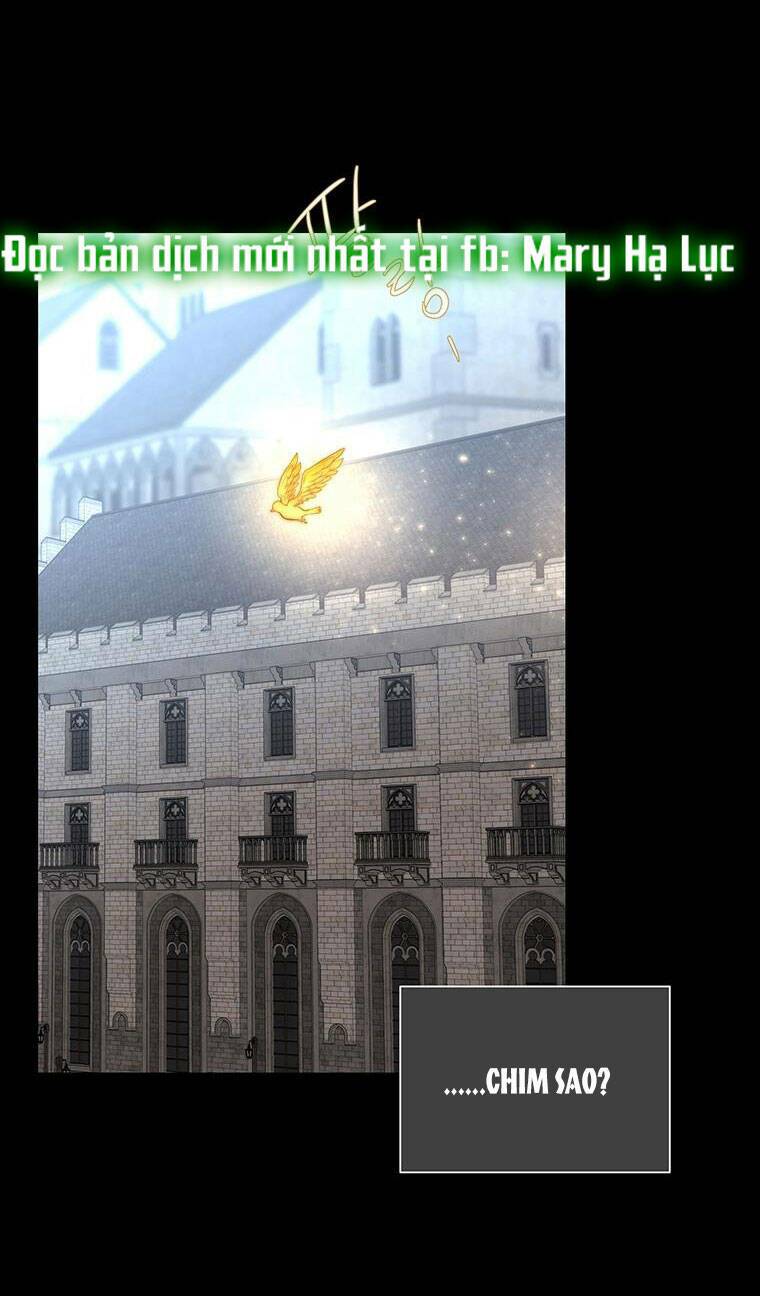 Đọc bản dịch mới nhất tại fb: Mary Hạ Lục
......CHIM SAO?